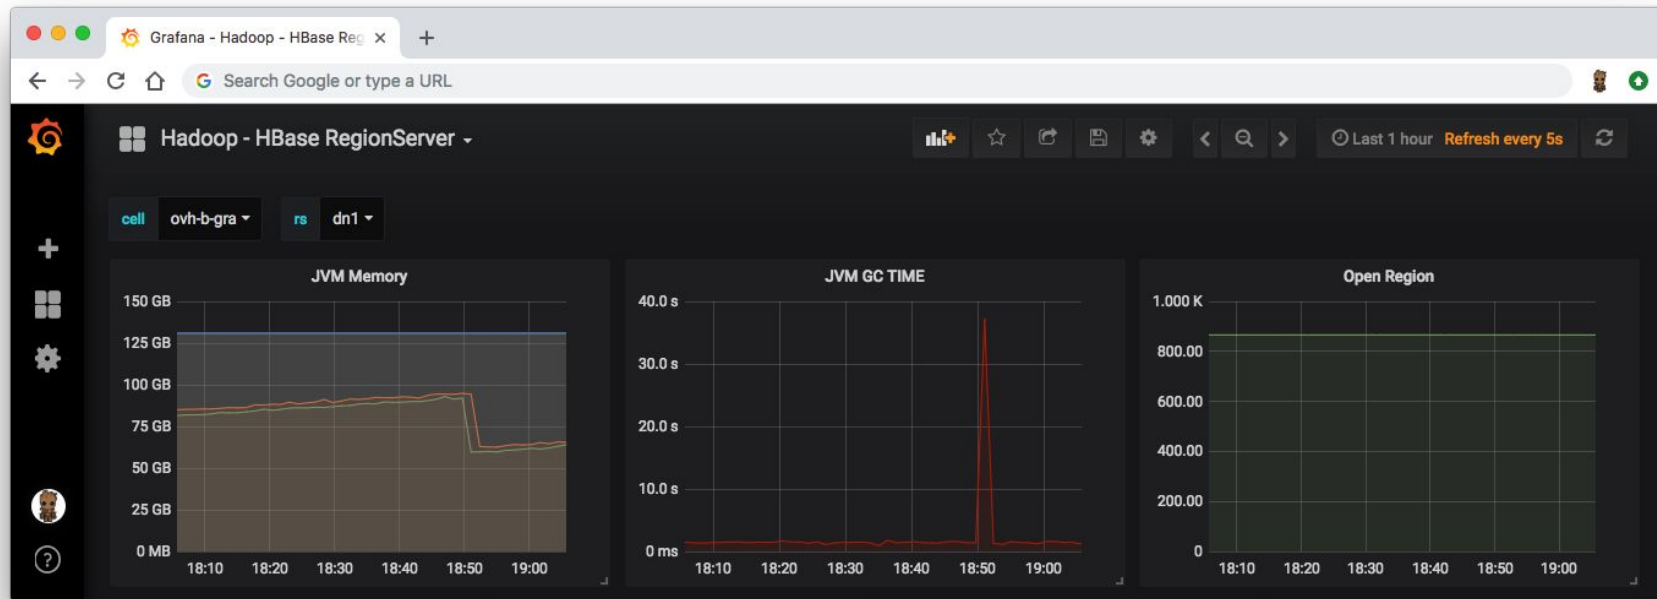 Grafana - Hadoop - HBase Reg
Search Google or type a URL
Hadoop - HBase RegionServer
Last 1 hour Refresh every 5s
cell ovh-b-gra rs dn1
JVM Memory
150 GB
125 GB
100 GB
75 GB
50 GB
25 GB
0 MB
18:10 18:20 18:30 18:40 18:50 19:00
JVM GC TIME
40.0 s
30.0 s
20.0 s
10.0 s
0 ms
18:10 18:20 18:30 18:40 18:50 19:00
Open Region
1.000 K
800.00
600.00
400.00
200.00
0
18:10 18:20 18:30 18:40 18:50 19:00